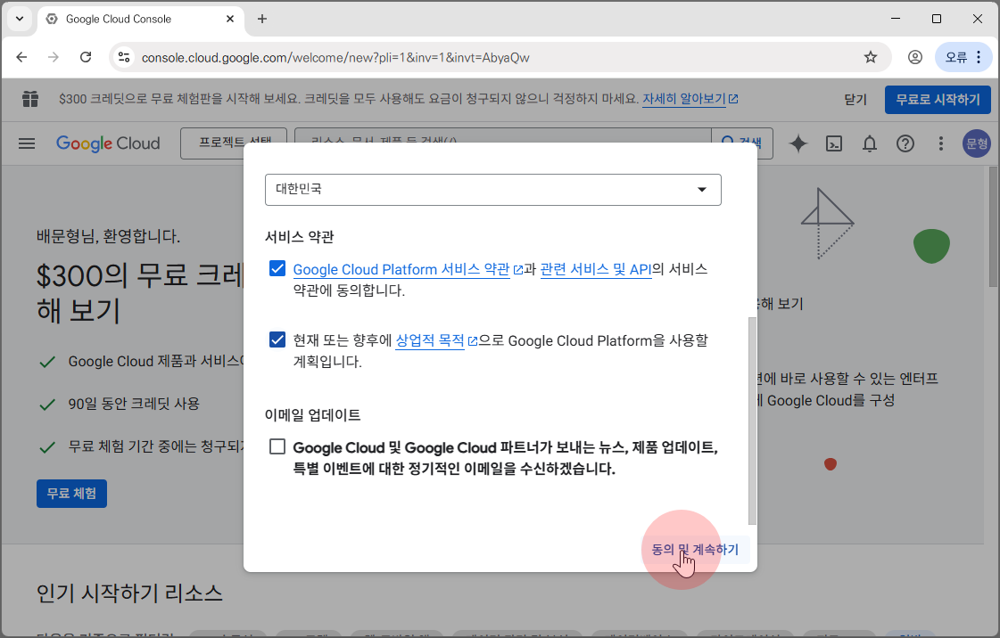 Google Cloud Console
console.cloud.google.com/welcome/new?pli=1&inv=1&invt=AbyaQw
오류
$300 크레딧으로 무료 체험판을 시작해 보세요. 크레딧을 모두 사용해도 요금이 청구되지 않으니 걱정하지 마세요. 자세히 알아보기
닫기
무료로 시작하기
Google Cloud
프로젝트 선택
리소스, 문서, 제품 등 검색(/)
검색
문형
대한민국
서비스 약관
Google Cloud Platform 서비스 약관과 관련 서비스 및 API의 서비스
약관에 동의합니다.
현재 또는 향후에 상업적 목적으로 Google Cloud Platform을 사용할
계획입니다.
이메일 업데이트
Google Cloud 및 Google Cloud 파트너가 보내는 뉴스, 제품 업데이트,
특별 이벤트에 대한 정기적인 이메일을 수신하겠습니다.
동의 및 계속하기
배문형님, 환영합니다.
$300의 무료 크레
해 보기
Google Cloud 제품과 서비스에
90일 동안 크레딧 사용
무료 체험 기간 중에는 청구되지
무료 체험
해 보기
바로 사용할 수 있는 엔터프
Google Cloud를 구성
인기 시작하기 리소스